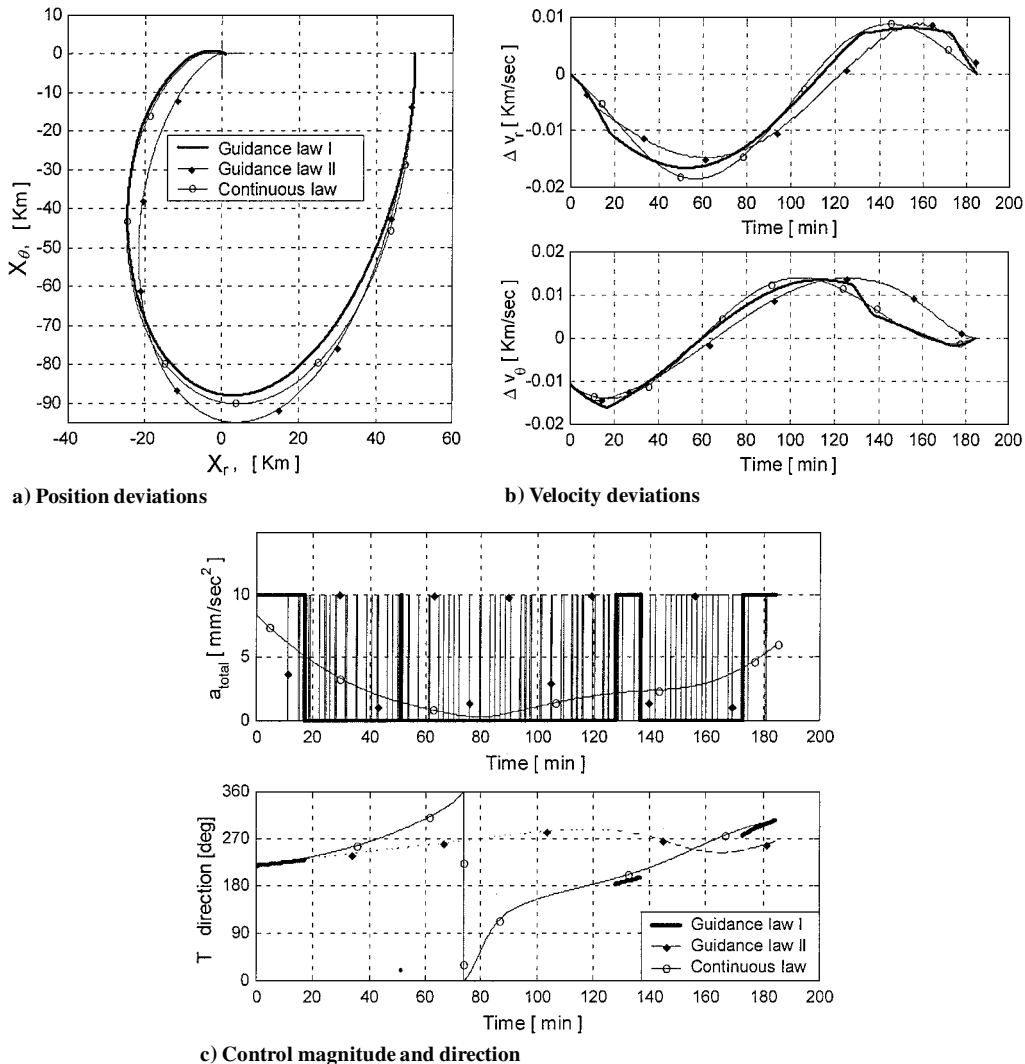 10
0
-10
-20
-30
-40
-50
-60
-70
-80
-90
-40
-20
0
20
40
60
X_θ, [Km]
X_r, [Km]
Guidance law I
Guidance law II
Continuous law
a) Position deviations
0.01
0
-0.01
-0.02
Δ v_r [Km/sec]
0 20 40 60 80 100 120 140 160 180 200
Time [min]
0.02
0.01
0
-0.01
-0.02
Δ v_θ [Km/sec]
0 20 40 60 80 100 120 140 160 180 200
Time [min]
b) Velocity deviations
10
5
0
a_total [mm/sec²]
0 20 40 60 80 100 120 140 160 180 200
Time [min]
360
270
180
90
0
T direction [deg]
Guidance law I
Guidance law II
Continuous law
0 20 40 60 80 100 120 140 160 180 200
Time [min]
c) Control magnitude and direction